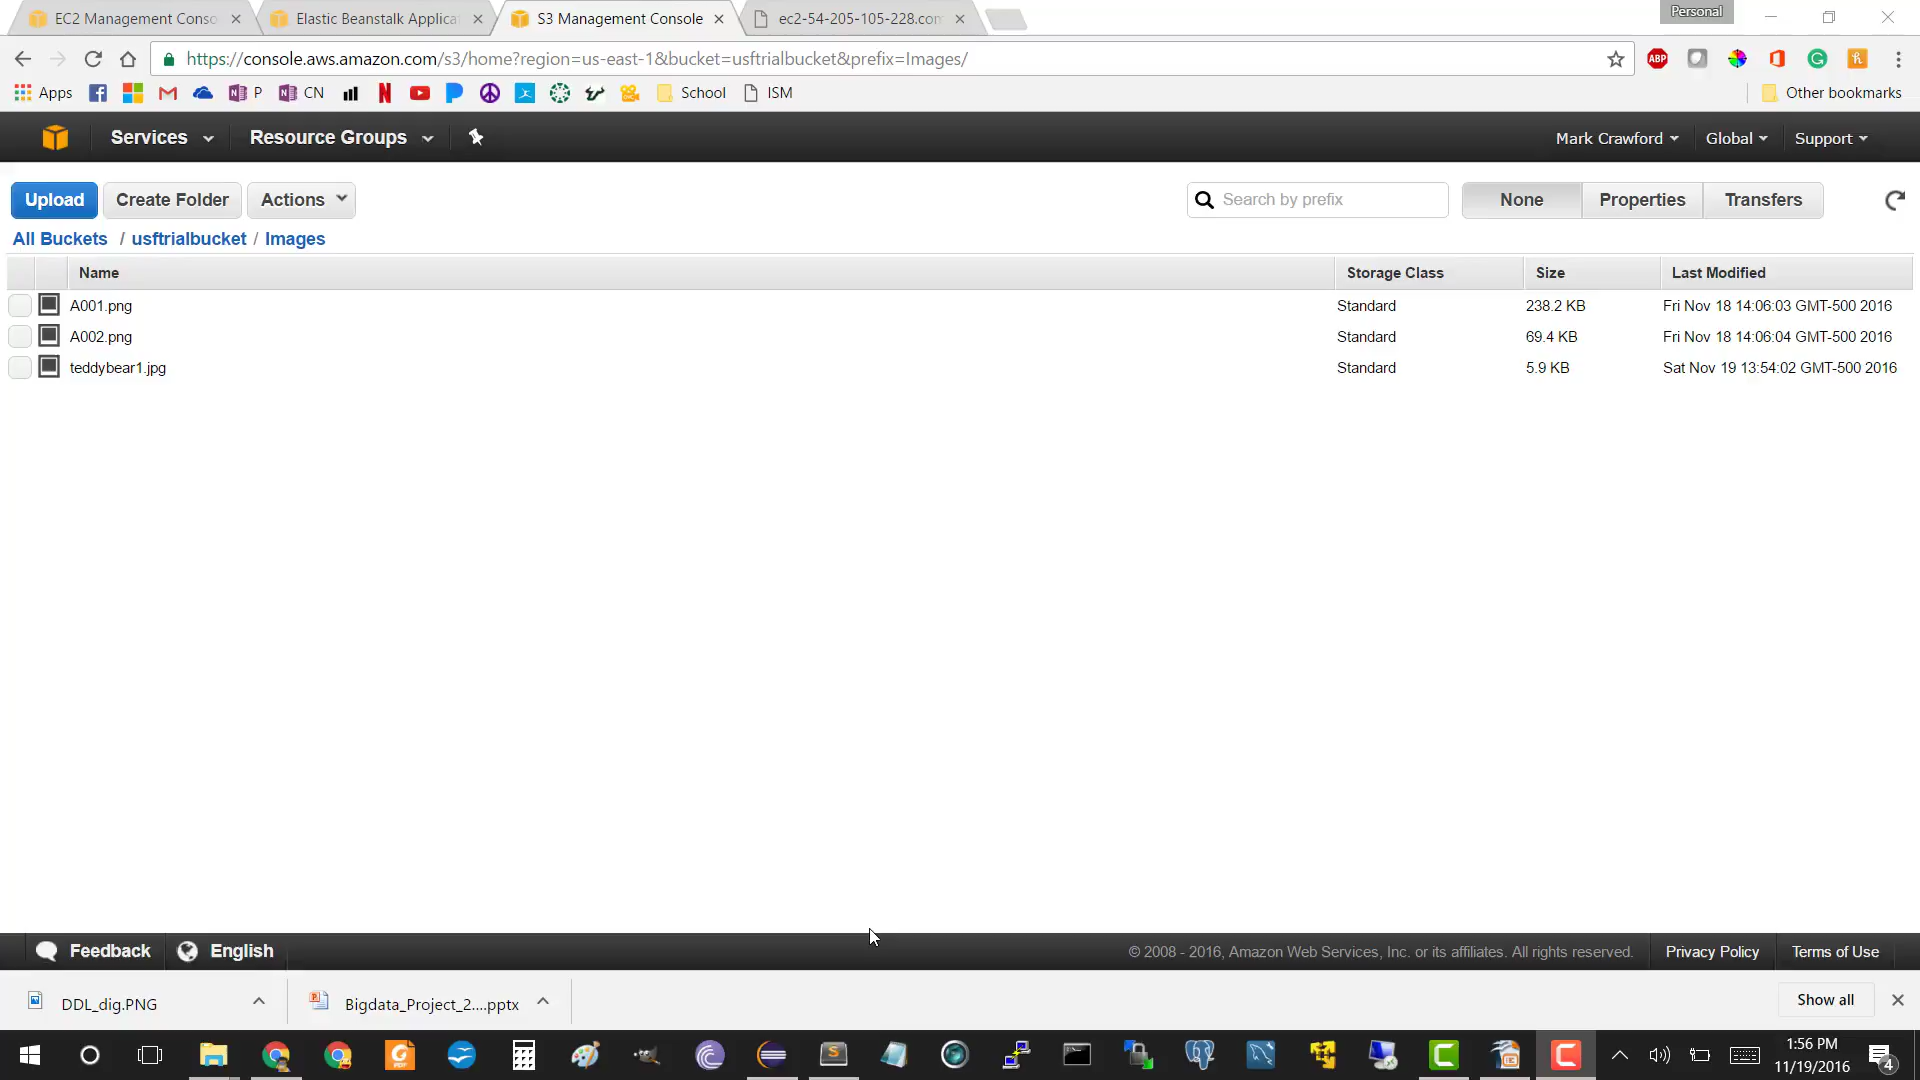 Personal
EC2 Management Conso
Elastic Beanstalk Applicat
S3 Management Console
ec2-54-205-105-228.com
https://console.aws.amazon.com/s3/home?region=us-east-1&bucket=usftrialbucket&prefix=Images/
ABP
Apps
P
CN
School
ISM
Other bookmarks
Services
Resource Groups
Mark Crawford
Global
Support
Upload
Create Folder
Actions
Search by prefix
None
Properties
Transfers
All Buckets / usftrialbucket / Images
Name Storage Class Size Last Modified
A001.png Standard 238.2 KB Fri Nov 18 14:06:03 GMT-500 2016
A002.png Standard 69.4 KB Fri Nov 18 14:06:04 GMT-500 2016
teddybear1.jpg Standard 5.9 KB Sat Nov 19 13:54:02 GMT-500 2016
Feedback
English
© 2008 - 2016, Amazon Web Services, Inc. or its affiliates. All rights reserved.
Privacy Policy
Terms of Use
DDL_dig.PNG
Bigdata_Project_2....pptx
Show all
1:56 PM
11/19/2016
4